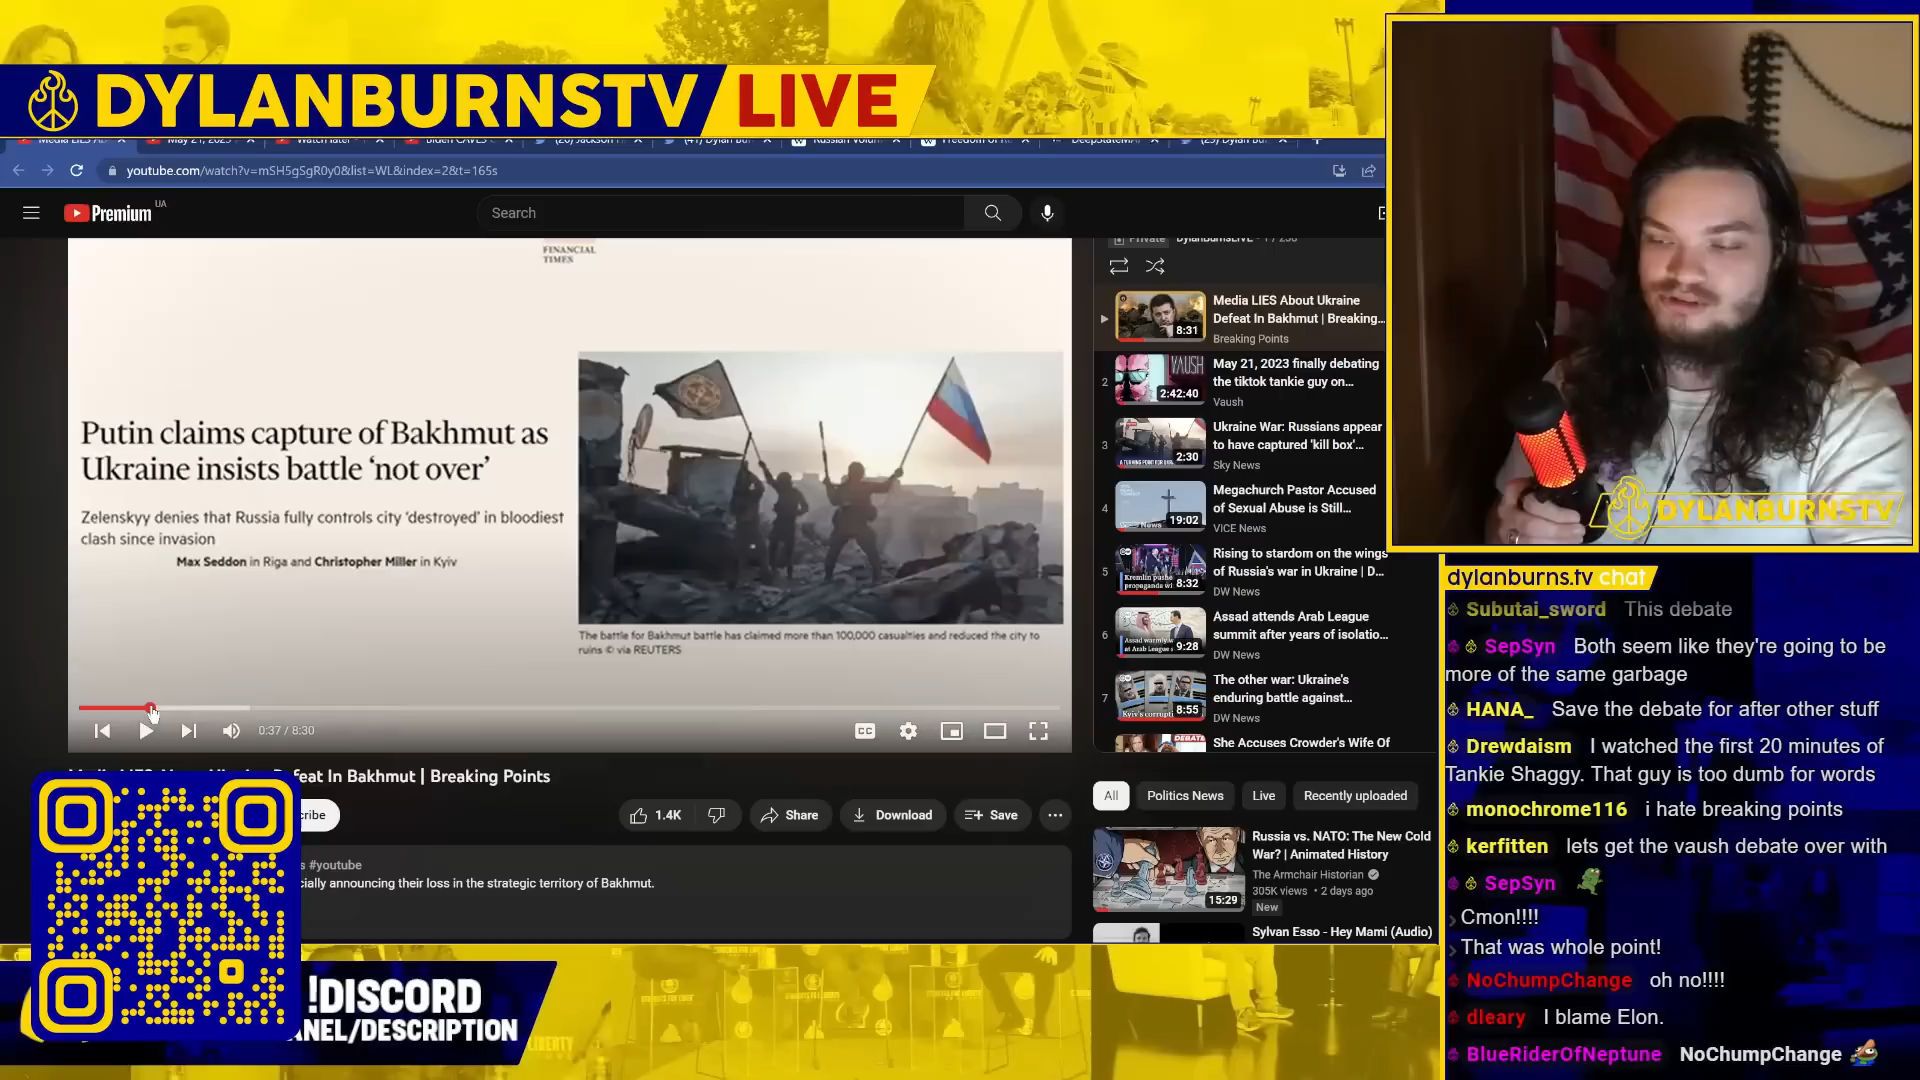 DYLANBURNSTV LIVE
youtube.com/watch?v=mSH5gSgR0y0&list=WL&index=2&t=165s
Premium UA
Search
FINANCIAL
TIMES
Putin claims capture of Bakhmut as
Ukraine insists battle ‘not over’
Zelenskyy denies that Russia fully controls city ‘destroyed’ in bloodiest
clash since invasion
Max Seddon in Riga and Christopher Miller in Kyiv
The battle for Bakhmut battle has claimed more than 100,000 casualties and reduced the city to
ruins © via REUTERS
0:37 / 8:30
CC
Defeat In Bakhmut | Breaking Points
1.4K
Share
Download
Save
#youtube
announcing their loss in the strategic territory of Bakhmut.
!DISCORD
/DESCRIPTION
Private
Media LIES About Ukraine
Defeat In Bakhmut | Breaking...
Breaking Points
8:31
2
May 21, 2023 finally debating
the tiktok tankie guy on...
Vaush
VAUSH
2:42:40
3
Ukraine War: Russians appear
to have captured 'kill box'...
Sky News
2:30
4
Megachurch Pastor Accused
of Sexual Abuse is Still...
VICE News
19:02
5
Rising to stardom on the wings
of Russia's war in Ukraine | D...
DW News
8:32
6
Assad attends Arab League
summit after years of isolatio...
DW News
9:28
7
The other war: Ukraine's
enduring battle against...
DW News
8:55
She Accuses Crowder's Wife Of
All
Politics News
Live
Recently uploaded
Russia vs. NATO: The New Cold
War? | Animated History
The Armchair Historian
305K views • 2 days ago
New
15:29
Sylvan Esso - Hey Mami (Audio)
DYLANBURNSTV
dylanburns.tv chat
Subutai_sword This debate
SepSyn Both seem like they're going to be
more of the same garbage
HANA_ Save the debate for after other stuff
Drewdaism I watched the first 20 minutes of
Tankie Shaggy. That guy is too dumb for words
monochrome116 i hate breaking points
kerfitten lets get the vaush debate over with
SepSyn
Cmon!!!!
That was whole point!
NoChumpChange oh no!!!!
dleary I blame Elon.
BlueRiderOfNeptune NoChumpChange